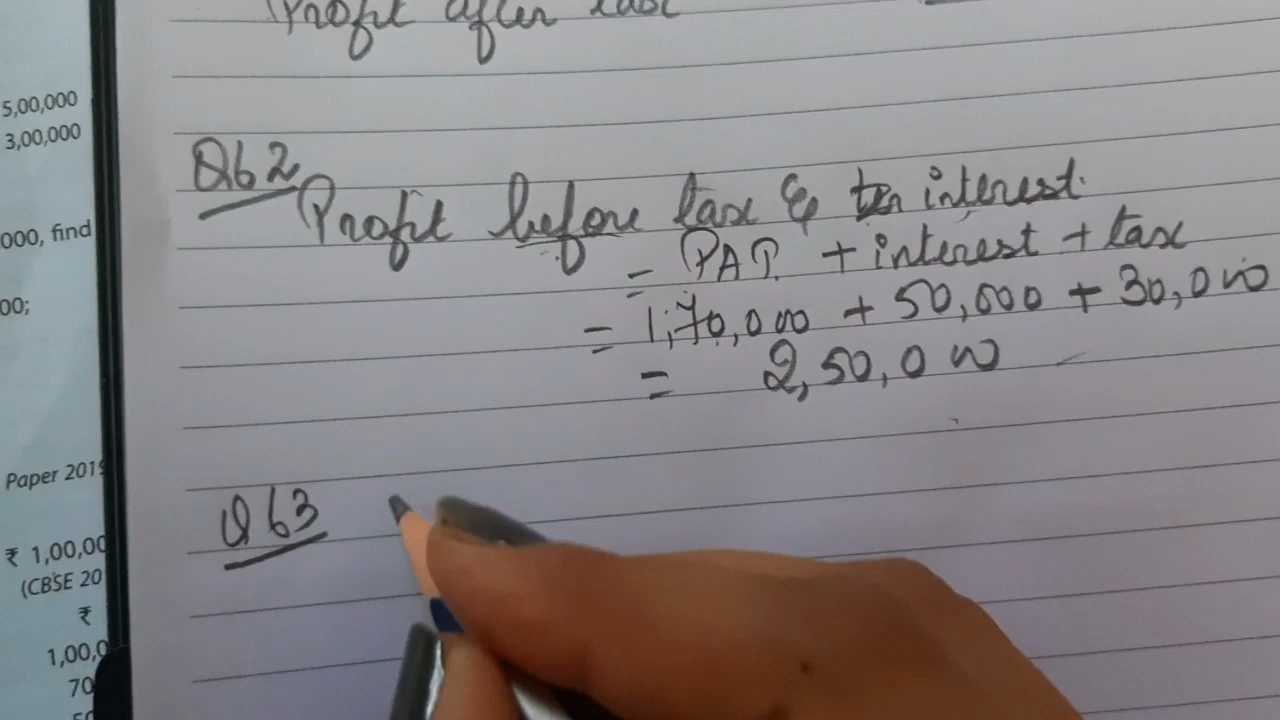 Profit after
5,00,000
3,00,000
000, find
00;
Paper 2019
₹ 1,00,00
(CBSE 20
₹
1,00,0
70
Q62
Profit before tax & interest.
= PAT + interest + tax
= 1,70,000 + 50,000 + 30,000
= 2,50,000
Q63